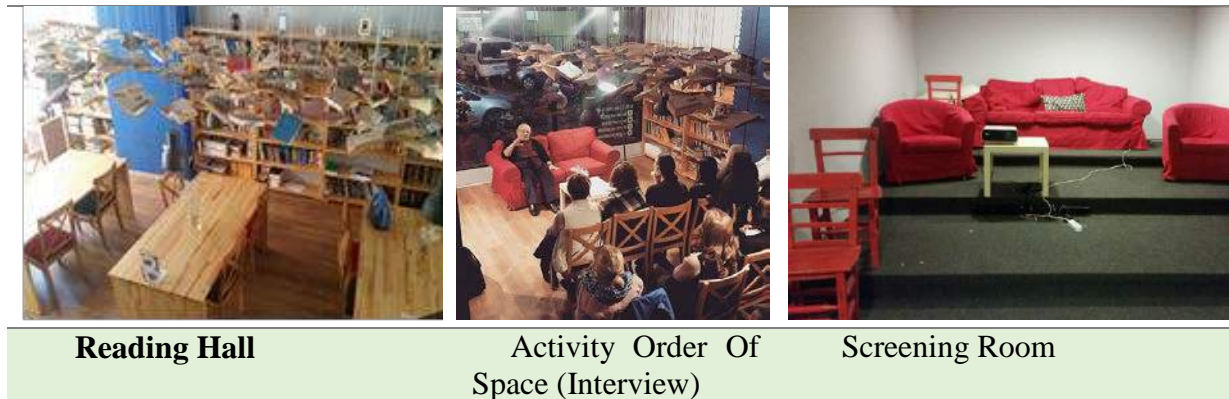 Reading Hall
Activity Order Of
Space (Interview)
Screening Room